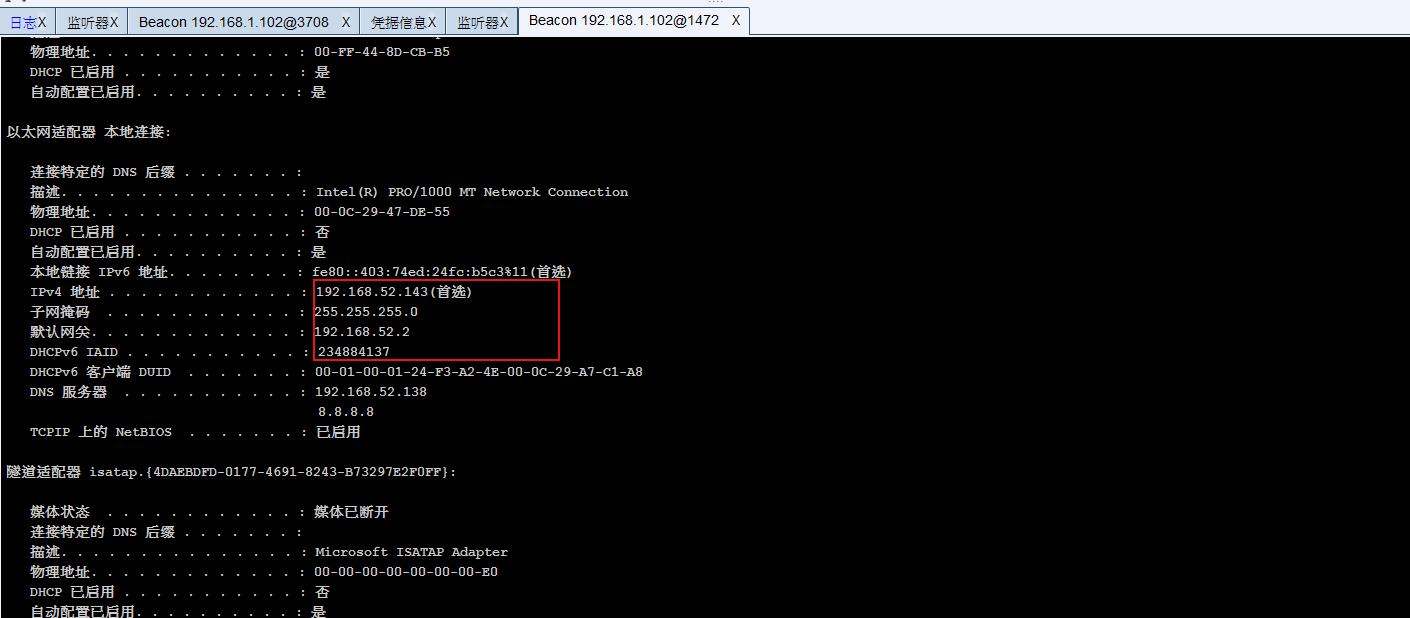 日志X 监听器X Beacon 192.168.1.102@3708 X 凭据信息X 监听器X Beacon 192.168.1.102@1472 X
物理地址. . . . . . . . . . . . . : 00-FF-44-8D-CB-B5
DHCP 已启用 . . . . . . . . . . . : 是
自动配置已启用. . . . . . . . . . : 是
以太网适配器 本地连接:
连接特定的 DNS 后缀 . . . . . . . :
描述. . . . . . . . . . . . . . . : Intel(R) PRO/1000 MT Network Connection
物理地址. . . . . . . . . . . . . : 00-0C-29-47-DE-55
DHCP 已启用 . . . . . . . . . . . : 否
自动配置已启用. . . . . . . . . . : 是
本地链接 IPv6 地址. . . . . . . . : fe80::403:74ed:24fc:b5c3%11(首选)
IPv4 地址 . . . . . . . . . . . . : 192.168.52.143(首选)
子网掩码 . . . . . . . . . . . . : 255.255.255.0
默认网关. . . . . . . . . . . . . : 192.168.52.2
DHCPv6 IAID . . . . . . . . . . . : 234884137
DHCPv6 客户端 DUID . . . . . . . : 00-01-00-01-24-F3-A2-4E-00-0C-29-A7-C1-A8
DNS 服务器 . . . . . . . . . . . : 192.168.52.138
8.8.8.8
TCPIP 上的 NetBIOS . . . . . . . : 已启用
隧道适配器 isatap.{4DAEBDFD-0177-4691-8243-B73297E2F0FF}:
媒体状态 . . . . . . . . . . . . : 媒体已断开
连接特定的 DNS 后缀 . . . . . . . :
描述. . . . . . . . . . . . . . . : Microsoft ISATAP Adapter
物理地址. . . . . . . . . . . . . : 00-00-00-00-00-00-00-E0
DHCP 已启用 . . . . . . . . . . . : 否
自动配置已启用. . . . . . . . . . : 是